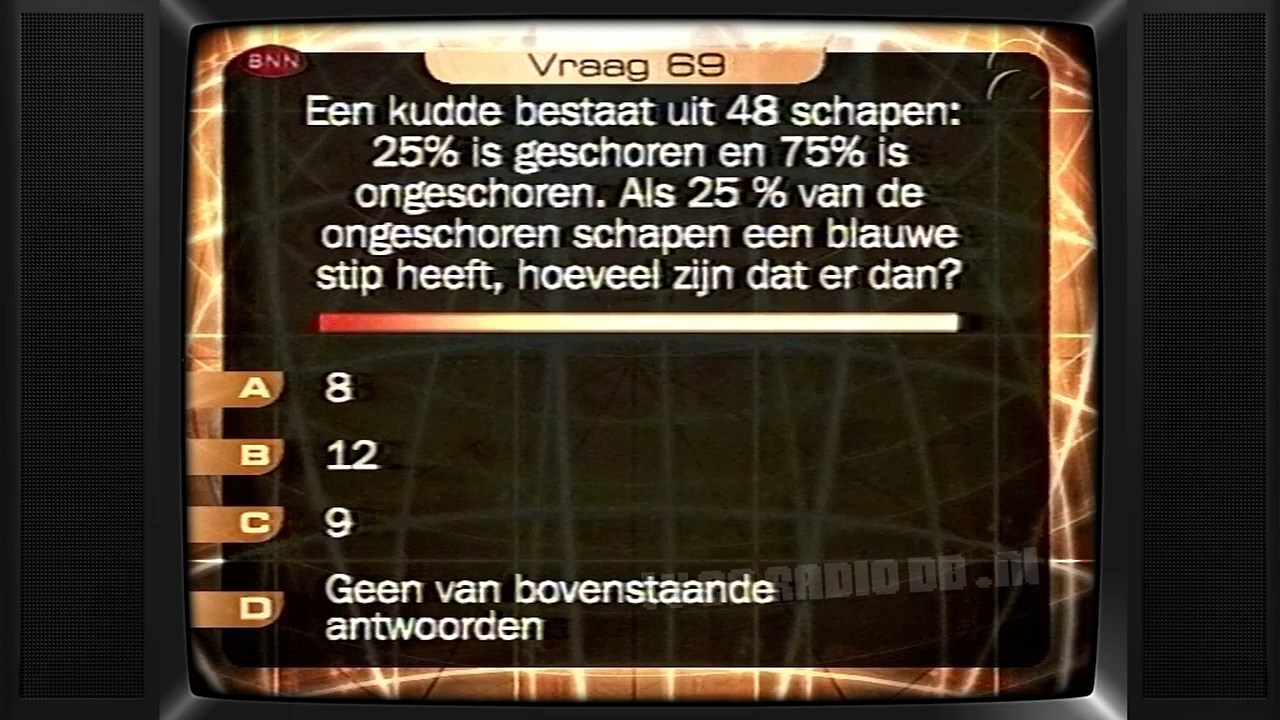 BNN
Vraag 69
Een kudde bestaat uit 48 schapen:
25% is geschoren en 75% is
ongeschoren. Als 25 % van de
ongeschoren schapen een blauwe
stip heeft, hoeveel zijn dat er dan?
A 8
B 12
C 9
D Geen van bovenstaande
antwoorden